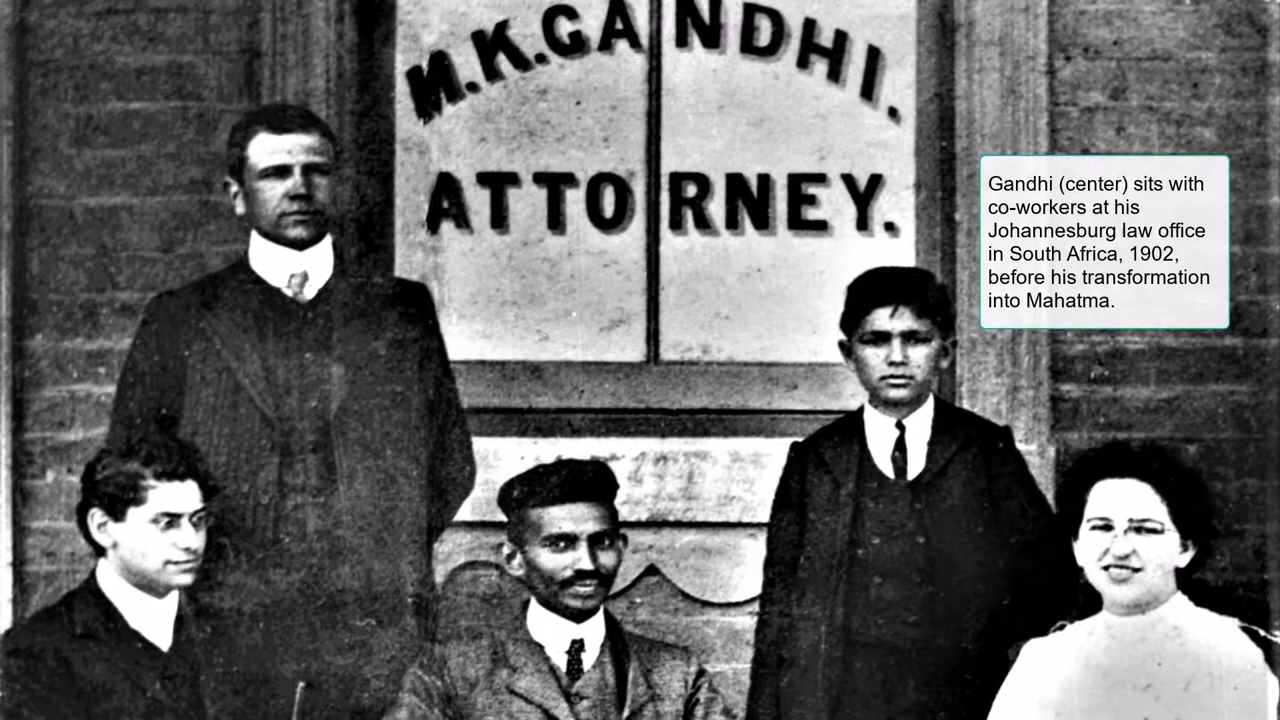 M.K.GANDHI.
ATTORNEY.
Gandhi (center) sits with
co-workers at his
Johannesburg law office
in South Africa, 1902,
before his transformation
into Mahatma.